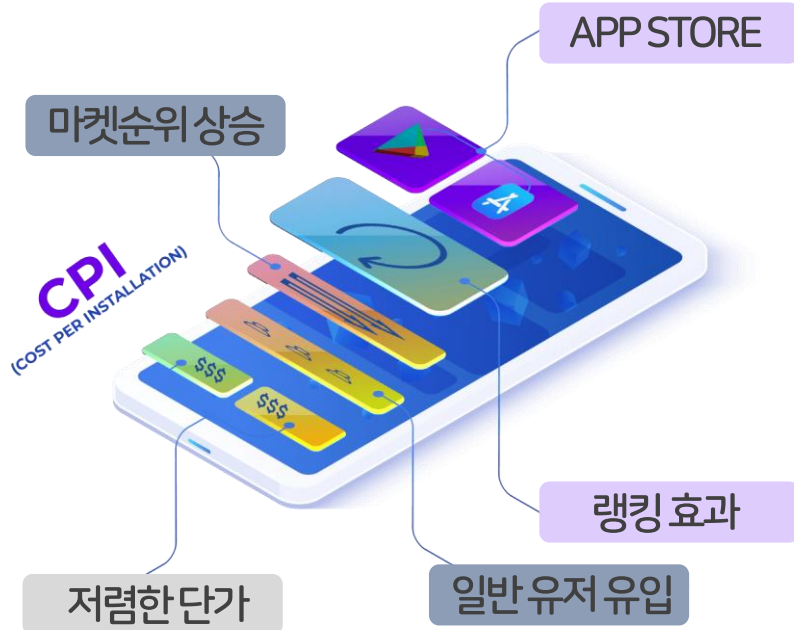 APP STORE
마켓순위 상승
CPI
(COST PER INSTALLATION)
$$$
$$$
랭킹 효과
일반 유저 유입
저렴한 단가